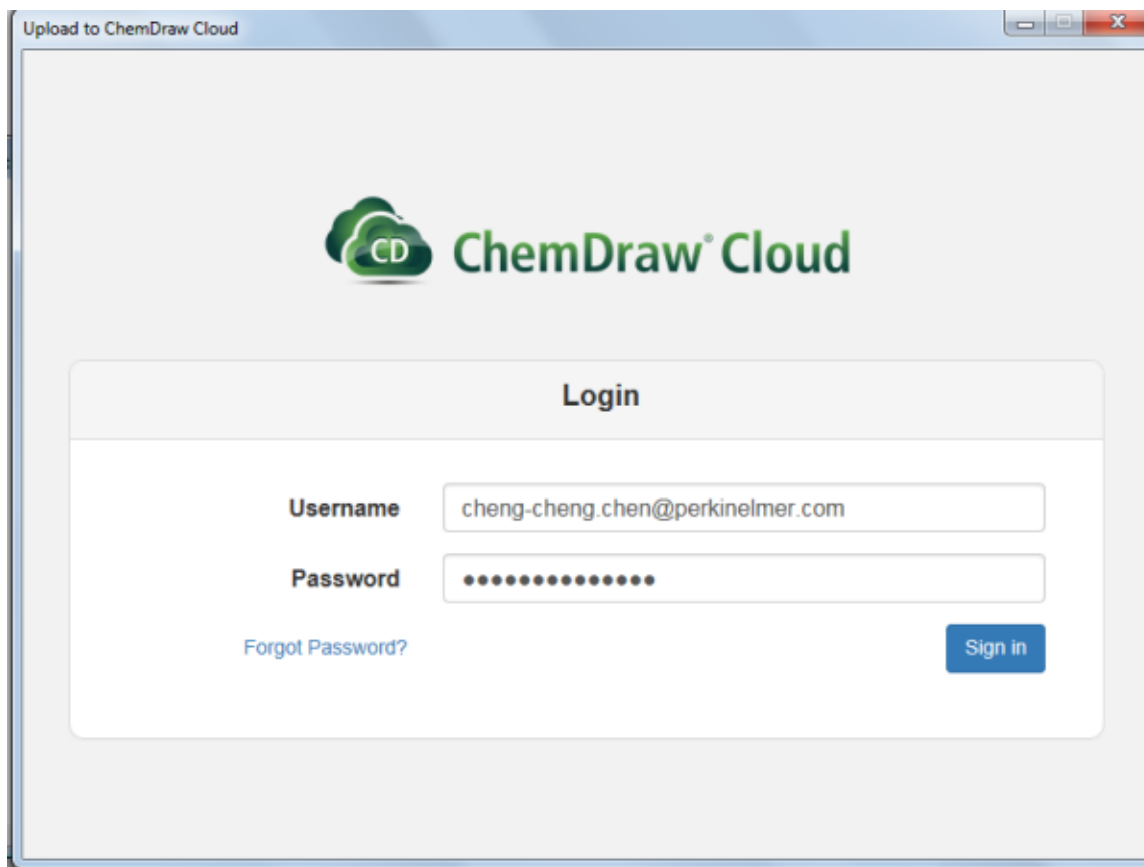 Upload to ChemDraw Cloud
CD ChemDraw® Cloud
Login
Username cheng-cheng.chen@perkinelmer.com
Password ••••••••••••••
Forgot Password? Sign in